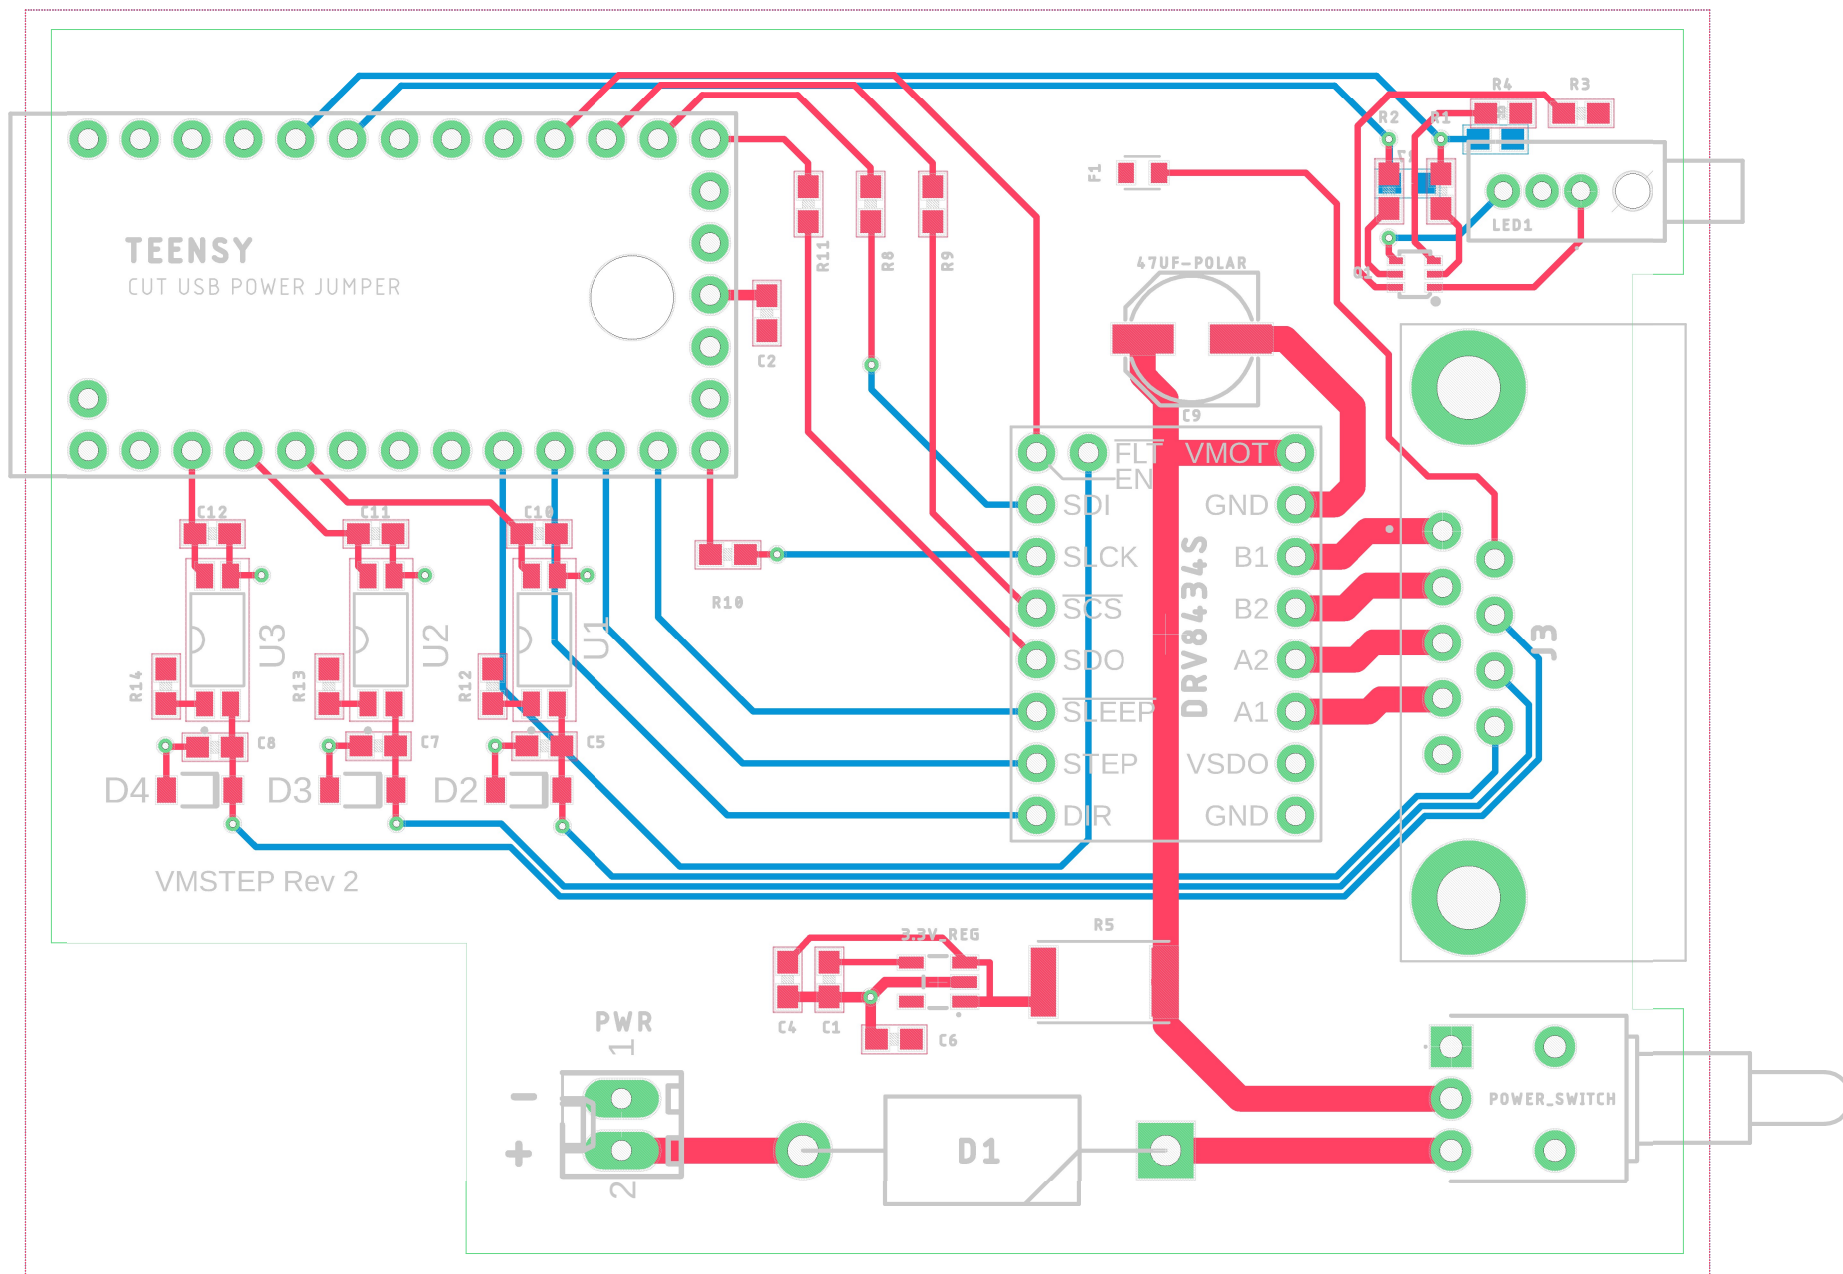 R4
R3
R2
R1
F1
LED1
TEENSY
CUT USB POWER JUMPER
R11
R8
R9
47UF-POLAR
C2
C9
FLT
EN
VMOT
SDI
GND
SLCK
B1
SCS
B2
SDO
A2
SLEEP
A1
STEP
VSDO
DIR
GND
DRV8434S
J3
C12
C11
C10
R10
U3
U2
U1
R14
R13
R12
C8
C7
C5
D4
D3
D2
VMSTEP Rev 2
3.3V_REG
R5
C4
C1
C6
PWR
1
-
+
2
D1
POWER_SWITCH